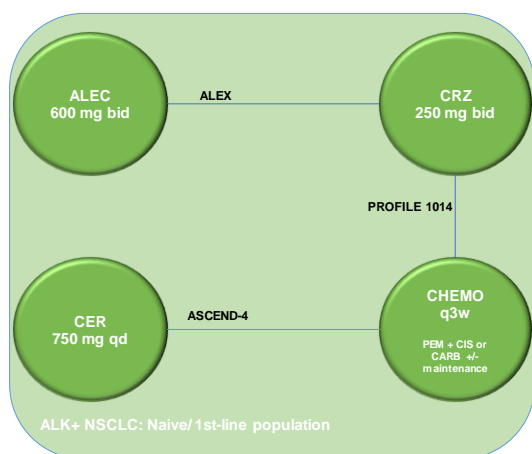 ALEC
600 mg bid
ALEX
CRZ
250 mg bid
PROFILE 1014
CER
750 mg qd
ASCEND-4
CHEMO
q3w
PEM + CIS or
CARB +/-
maintenance
ALK+ NSCLC: Naive/ 1st-line population